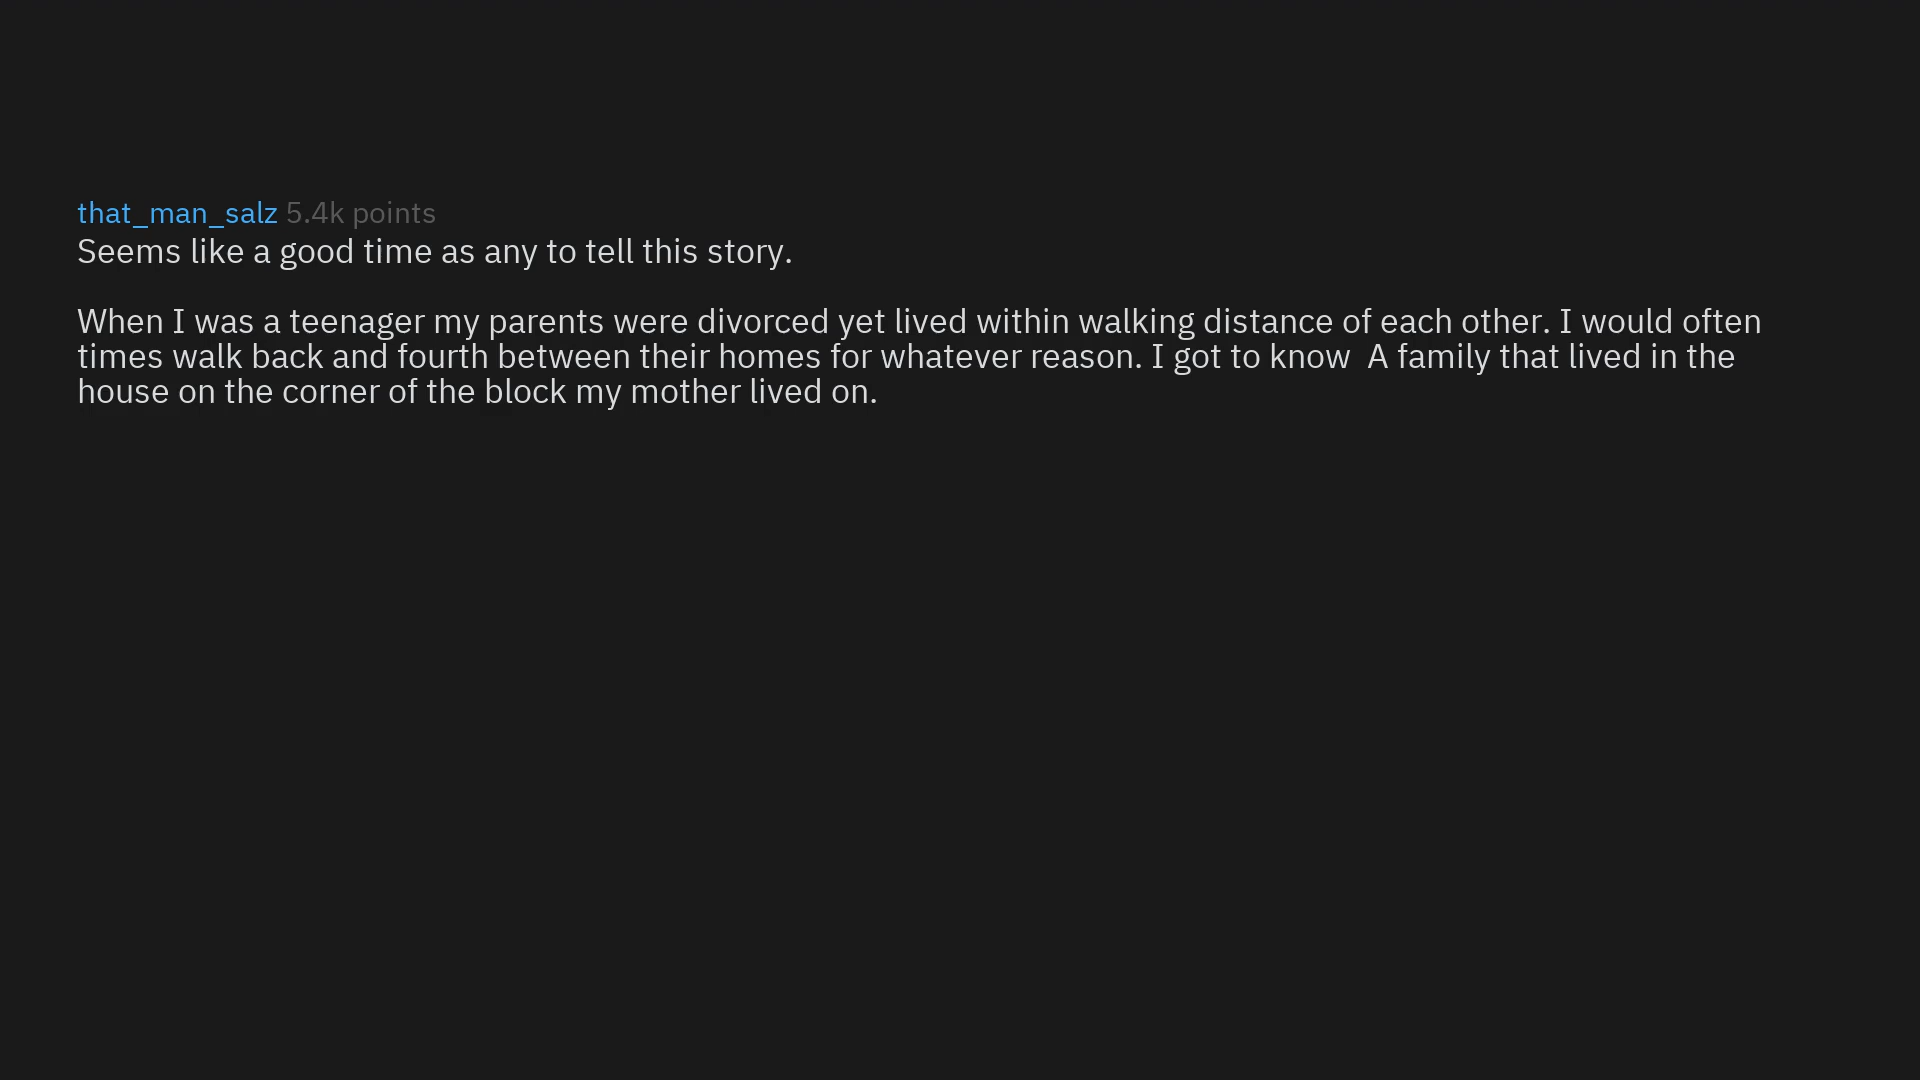 that_man_salz 5.4k points
Seems like a good time as any to tell this story.
When I was a teenager my parents were divorced yet lived within walking distance of each other. I would often
times walk back and fourth between their homes for whatever reason. I got to know  A family that lived in the
house on the corner of the block my mother lived on.